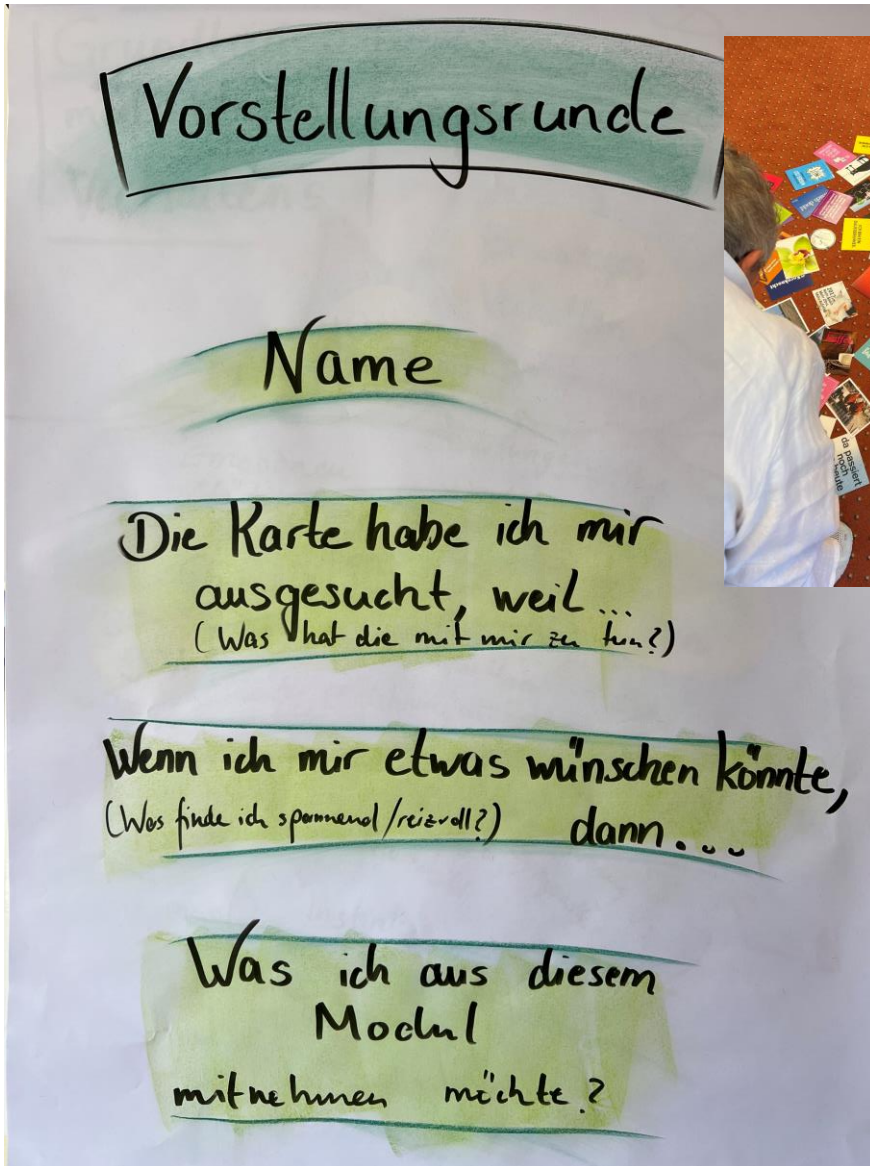 Vorstellungsrunde
Name
Die Karte habe ich mir
ausgesucht, weil...
(Was hat die mit mir zu tun?)
Wenn ich mir etwas wünschen könnte,
(Was finde ich spannend/reizvoll?) dann...
Was ich aus diesem
Modul
mitnehmen möchte?
da passiert
noch
heute